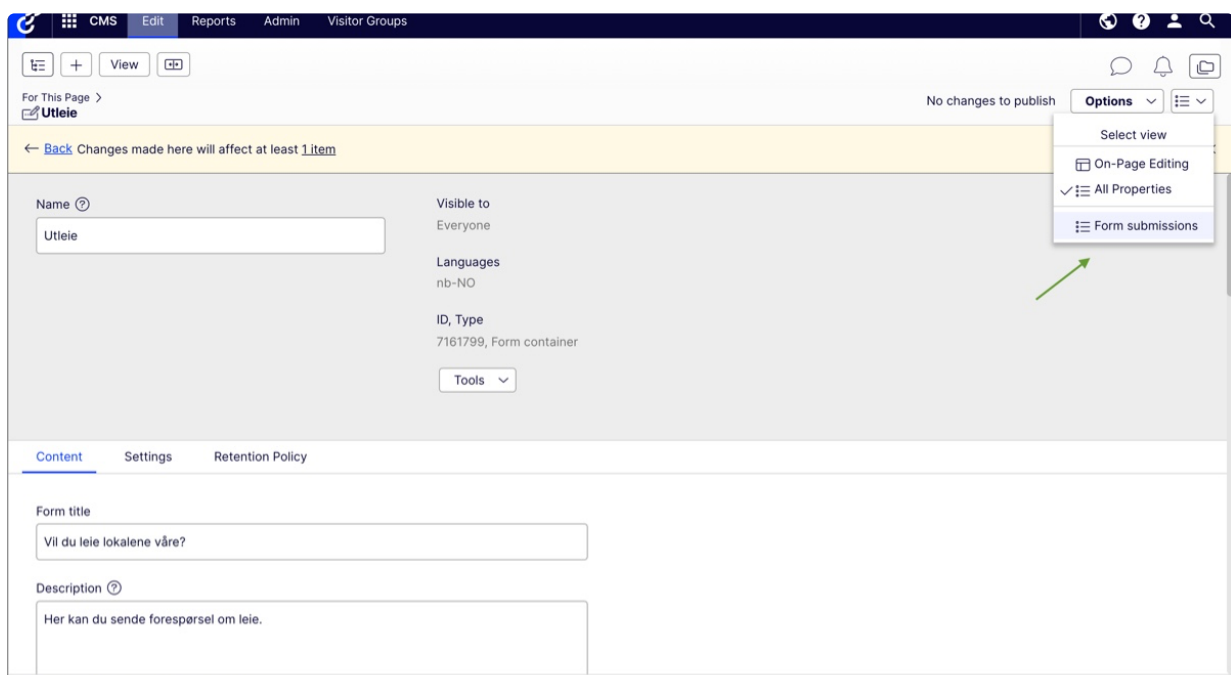 CMS Edit Reports Admin Visitor Groups
View
For This Page
Utleie
No changes to publish Options
Back Changes made here will affect at least 1 item
Select view
On-Page Editing
All Properties
Form submissions
Name
Utleie
Visible to
Everyone
Languages
nb-NO
ID, Type
7161799, Form container
Tools
Content Settings Retention Policy
Form title
Vil du leie lokalene våre?
Description
Her kan du sende forespørsel om leie.